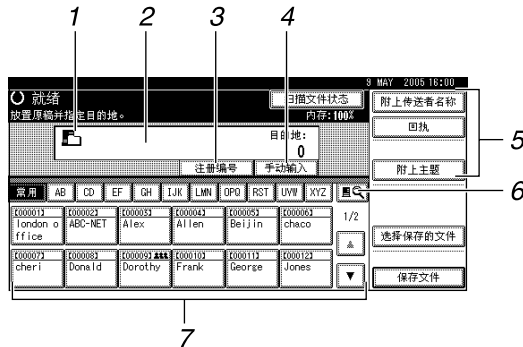 1 2 3 4
9 MAY 2005 16:00
就绪
扫描文件状态
附上传送者名称
放置原稿并指定目的地。
内存:100%
目的地:
0
回执
5
注册编号
手动输入
附上主题
常用 AB CD EF GH IJK LMN OPQ RST UVW XYZ
6
[00001] [00002] [00003] [00004] [00005] [00006]
london o ABC-NET Alex Allen Beijin chaco
ffice
1/2
选择保存的文件
[00007] [00008] [00009] [00010] [00011] [00012]
cheri Donald Dorothy Frank George Jones
保存文件
7